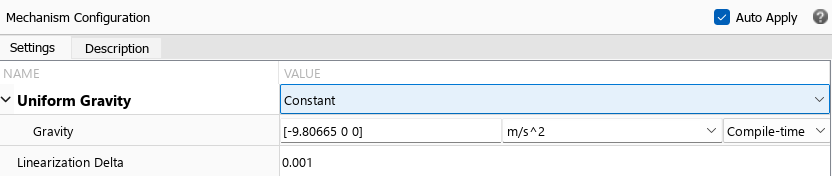 Mechanism Configuration Auto Apply
Settings Description
NAME VALUE
Uniform Gravity Constant
Gravity [-9.80665 0 0] m/s^2 Compile-time
Linearization Delta 0.001